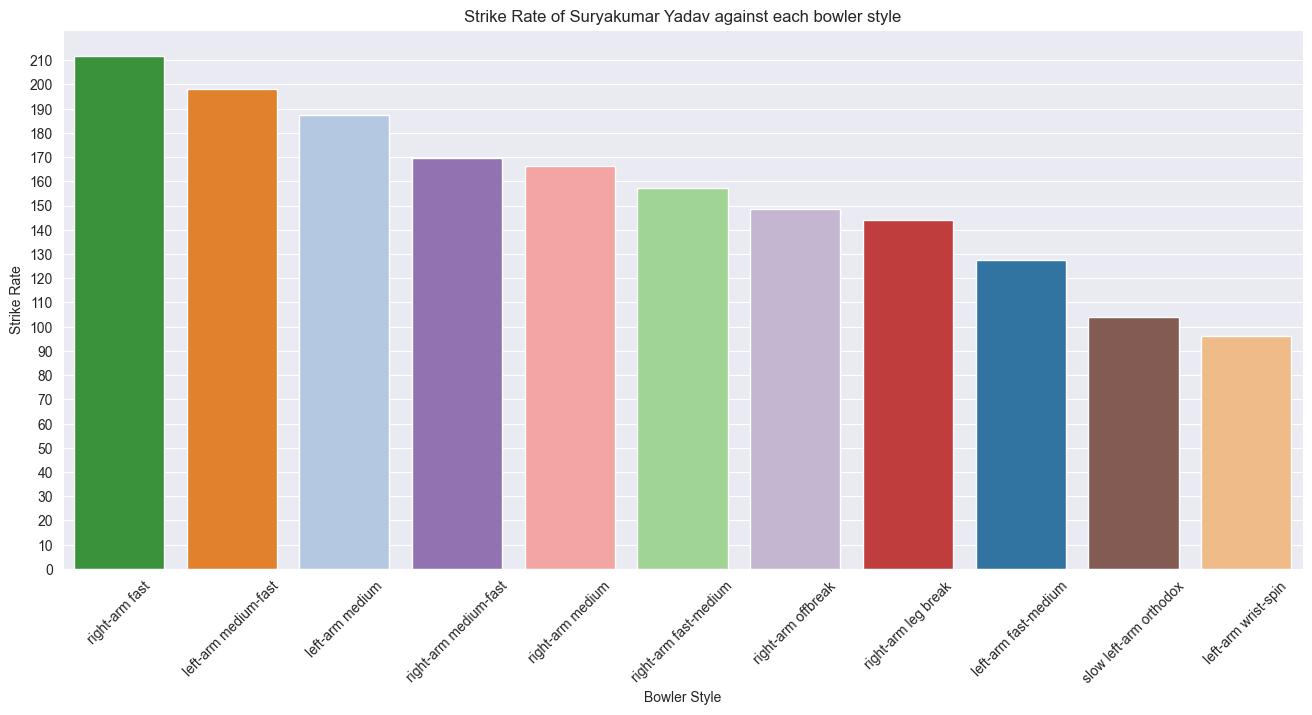 Strike Rate of Suryakumar Yadav against each bowler style
Strike Rate
210
200
190
180
170
160
150
140
130
120
110
100
90
80
70
60
50
40
30
20
10
0
right-arm fast
left-arm medium-fast
left-arm medium
right-arm medium-fast
right-arm medium
right-arm fast-medium
right-arm offbreak
right-arm leg break
left-arm fast-medium
slow left-arm orthodox
left-arm wrist-spin
Bowler Style